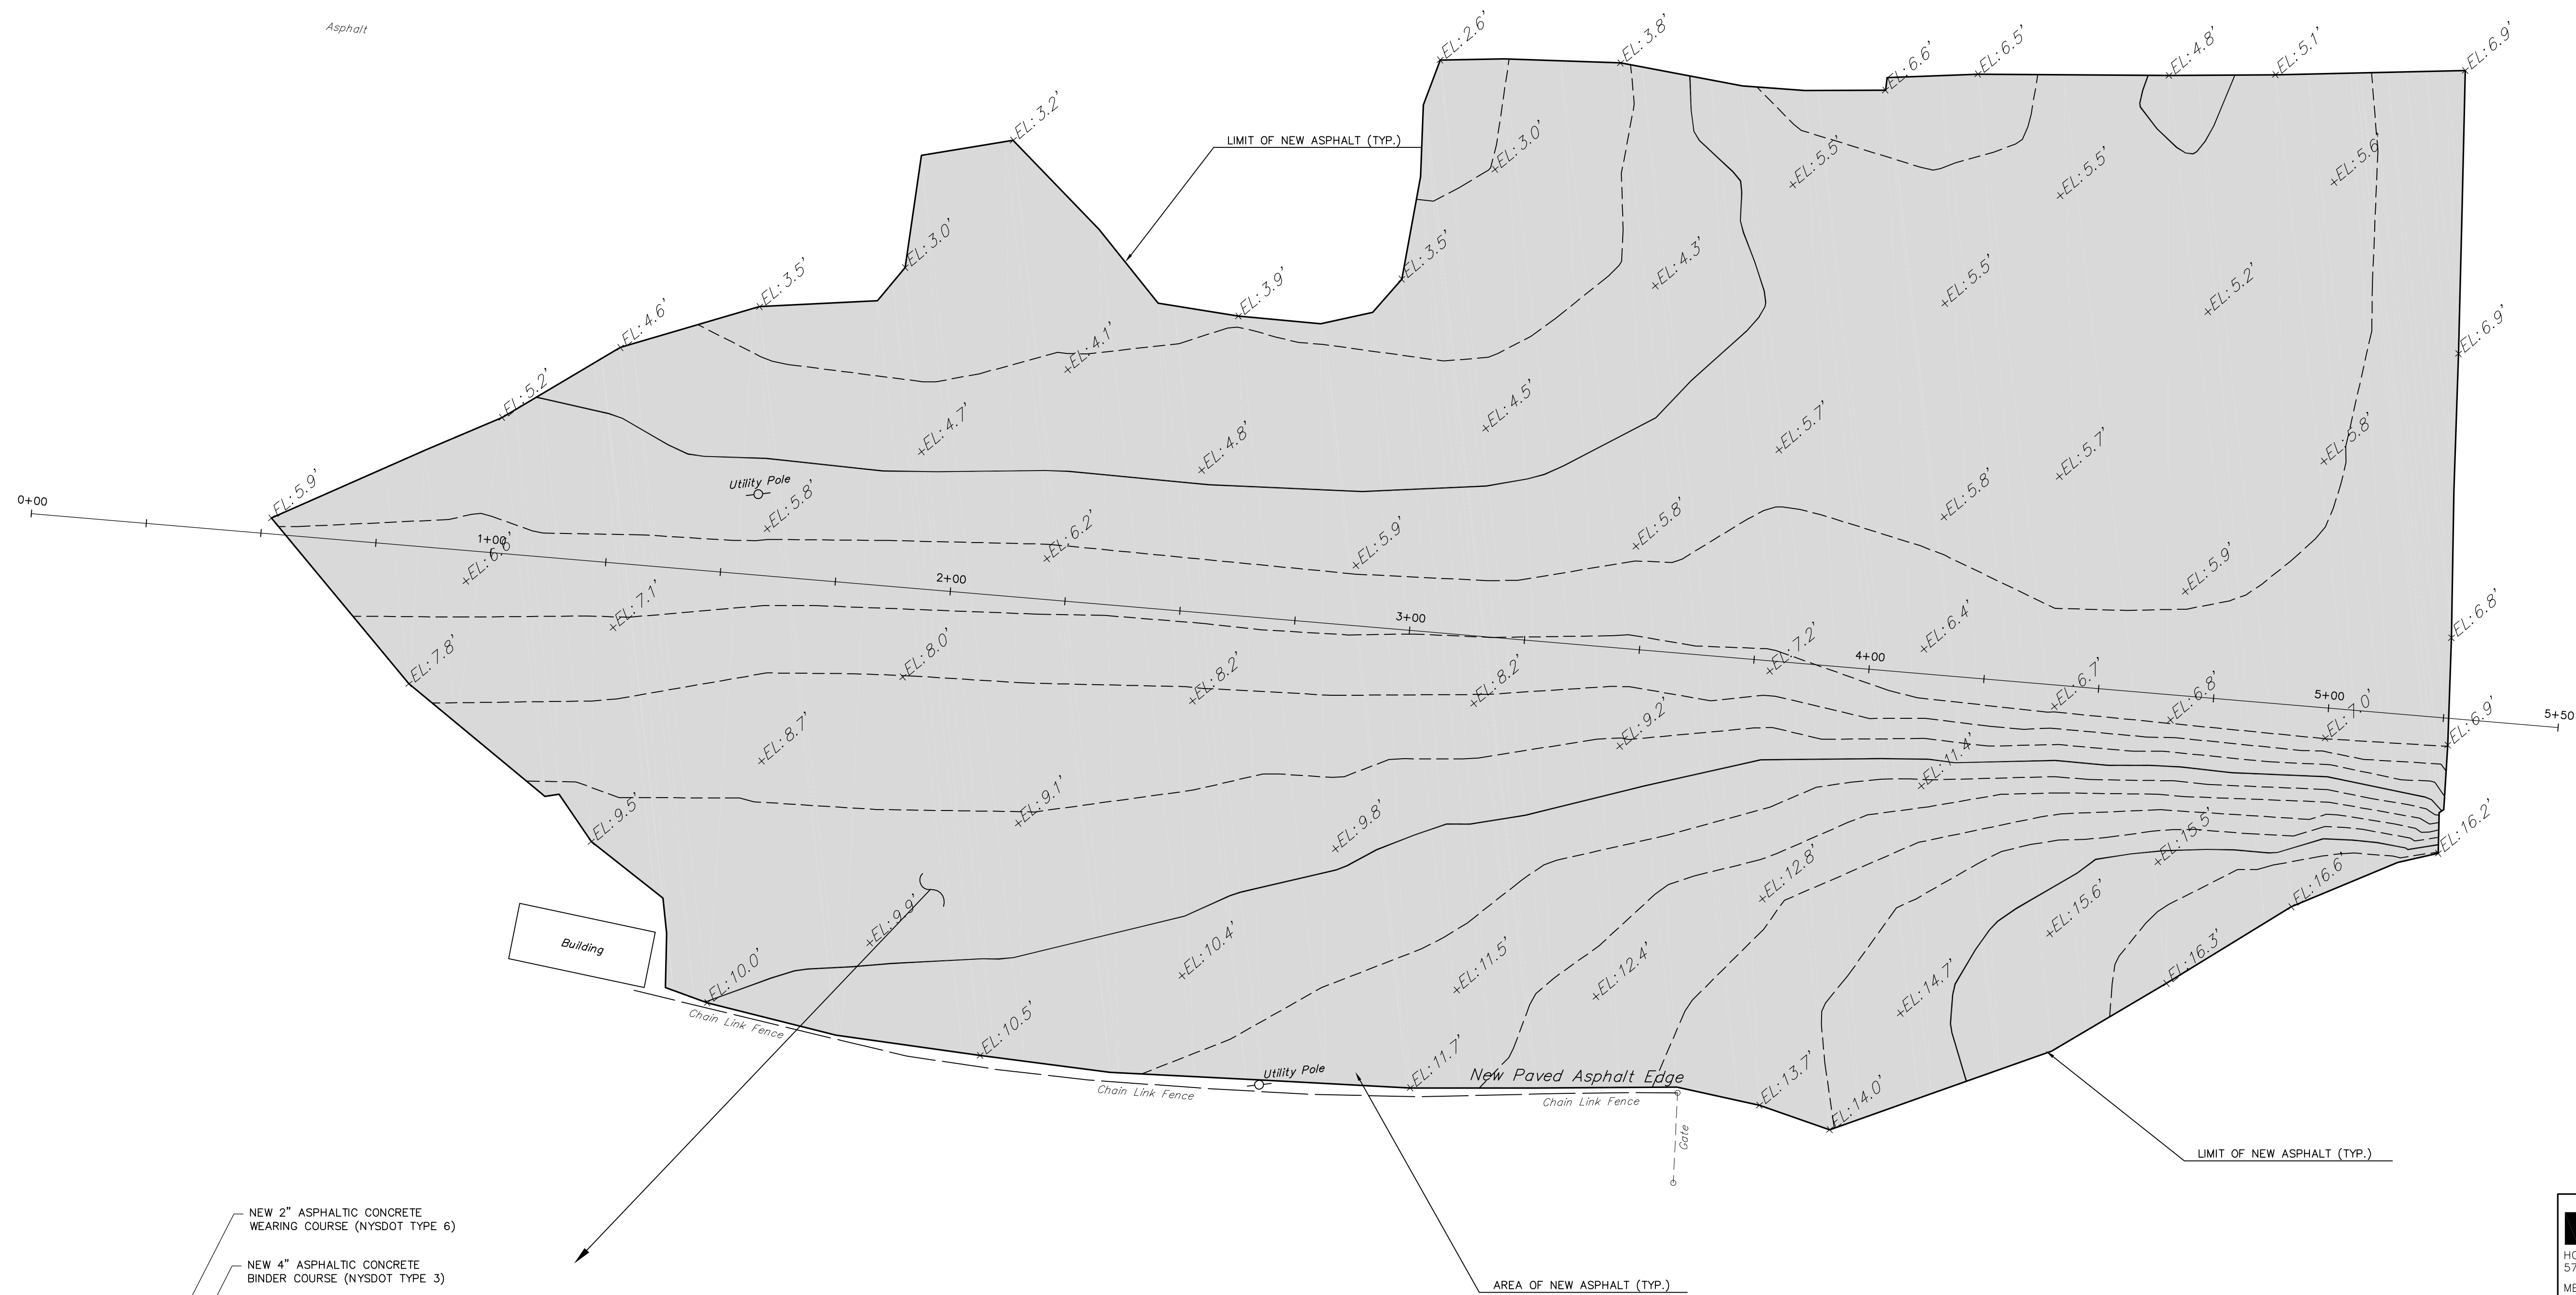 Asphalt
EL: 2.6'
EL: 3.8'
EL: 6.6'
EL: 6.5'
EL: 4.8'
EL: 5.1'
EL: 6.9'
EL: 3.2'
LIMIT OF NEW ASPHALT (TYP.)
EL: 3.0'
EL: 5.5'
EL: 5.5'
EL: 5.6'
EL: 3.0'
EL: 3.5'
EL: 3.5'
EL: 3.9'
EL: 4.3'
EL: 5.5'
EL: 5.2'
EL: 6.9'
EL: 4.6'
EL: 4.1'
EL: 5.2'
EL: 4.7'
EL: 4.8'
EL: 4.5'
EL: 5.7'
EL: 5.7'
EL: 5.8'
0+00
EL: 5.9'
Utility Pole
EL: 5.8'
EL: 6.2'
EL: 5.9'
EL: 5.8'
EL: 5.8'
EL: 5.9'
1+00
EL: 6.6'
2+00
EL: 7.1'
3+00
EL: 7.2'
EL: 6.4'
EL: 6.8'
4+00
EL: 7.8'
EL: 8.0'
EL: 8.2'
EL: 8.2'
EL: 6.7'
EL: 6.8'
5+00
EL: 7.0'
EL: 6.9'
5+50
EL: 8.7'
EL: 9.2'
EL: 11.4'
EL: 9.5'
EL: 9.1'
EL: 9.8'
EL: 15.5'
EL: 16.2'
EL: 12.8'
EL: 16.6'
Building
EL: 9.9'
EL: 15.6'
EL: 10.0'
EL: 10.4'
EL: 11.5'
EL: 12.4'
EL: 14.7'
EL: 16.3'
Chain Link Fence
EL: 10.5'
EL: 11.7'
Utility Pole
New Paved Asphalt Edge
EL: 13.7'
Chain Link Fence
Chain Link Fence
EL: 14.0'
Gate
LIMIT OF NEW ASPHALT (TYP.)
NEW 2" ASPHALTIC CONCRETE
WEARING COURSE (NYSDOT TYPE 6)
NEW 4" ASPHALTIC CONCRETE
BINDER COURSE (NYSDOT TYPE 3)
AREA OF NEW ASPHALT (TYP.)
57